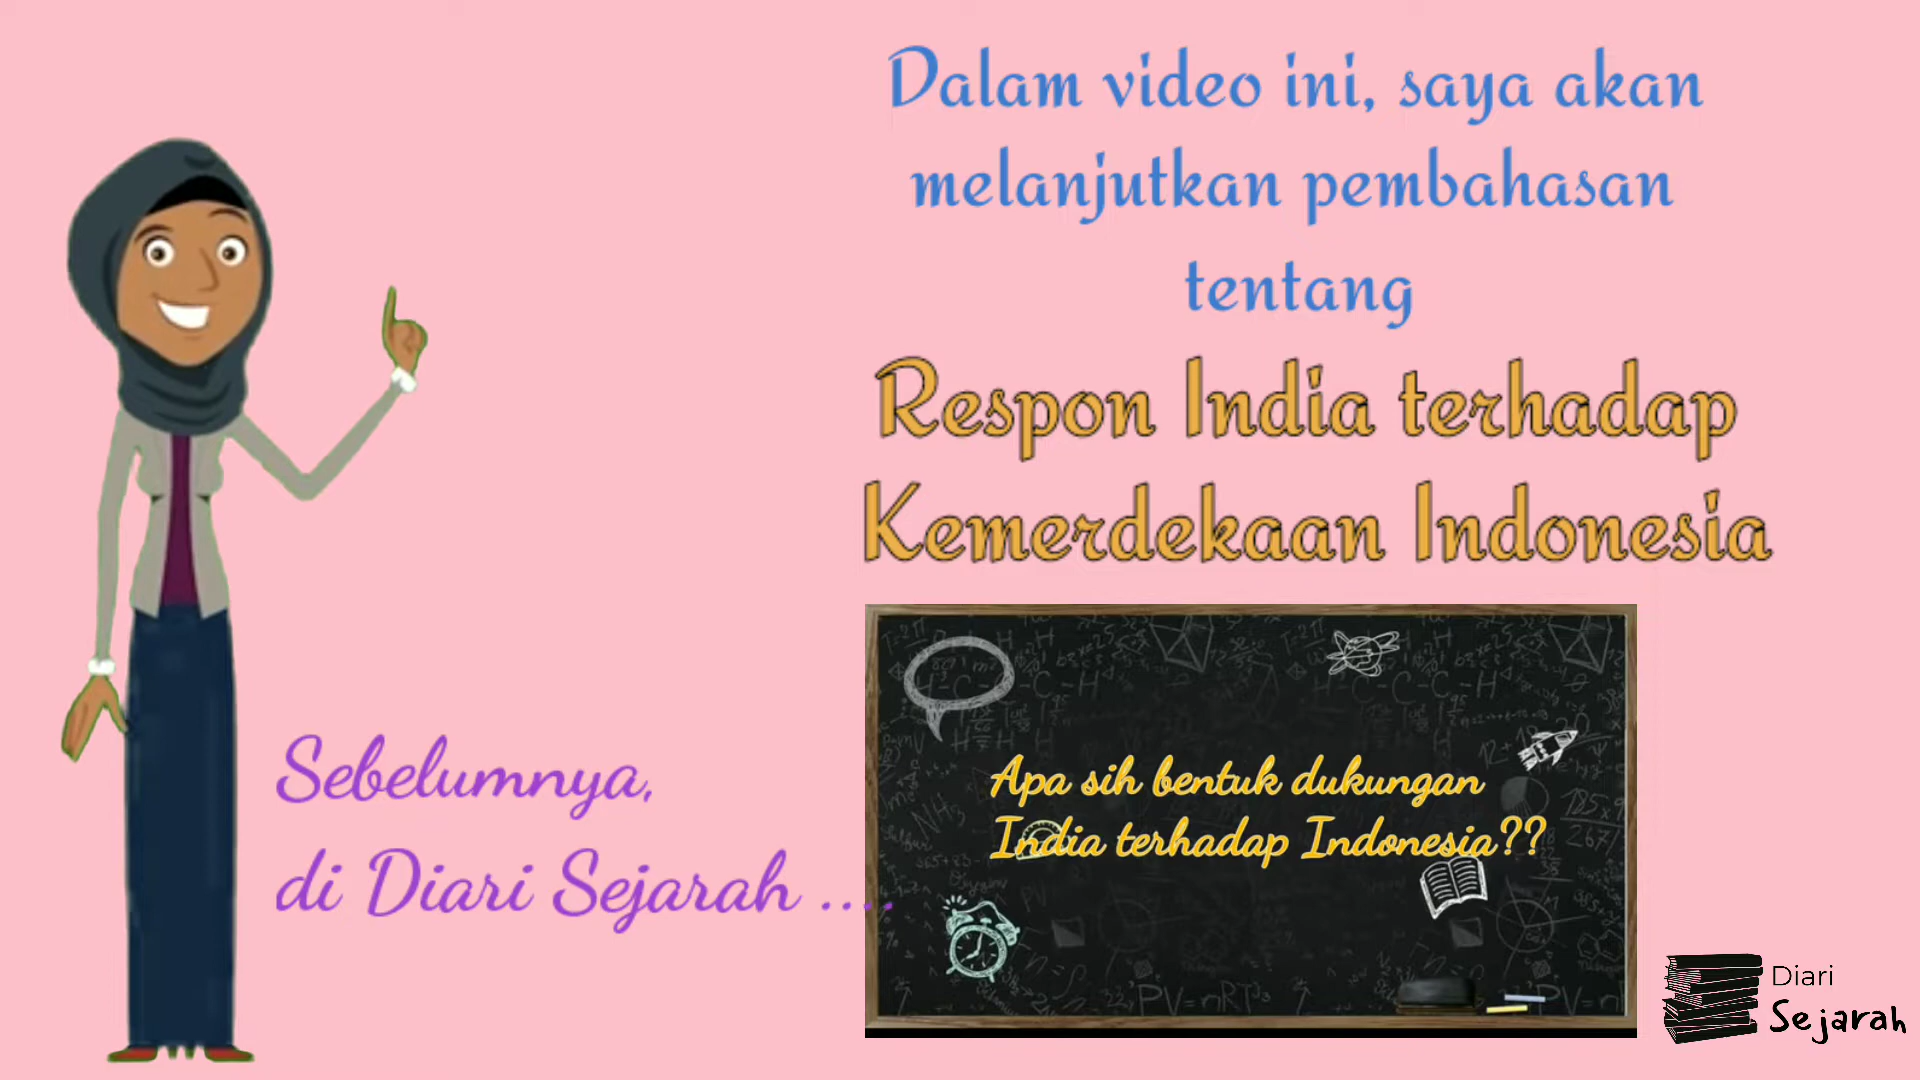 Dalam video ini, saya akan
melanjutkan pembahasan
tentang
Respon India terhadap
Kemerdekaan Indonesia
Sebelumnya,
di Diari Sejarah ....
Apa sih bentuk dukungan
India terhadap Indonesia??
Diari
Sejarah